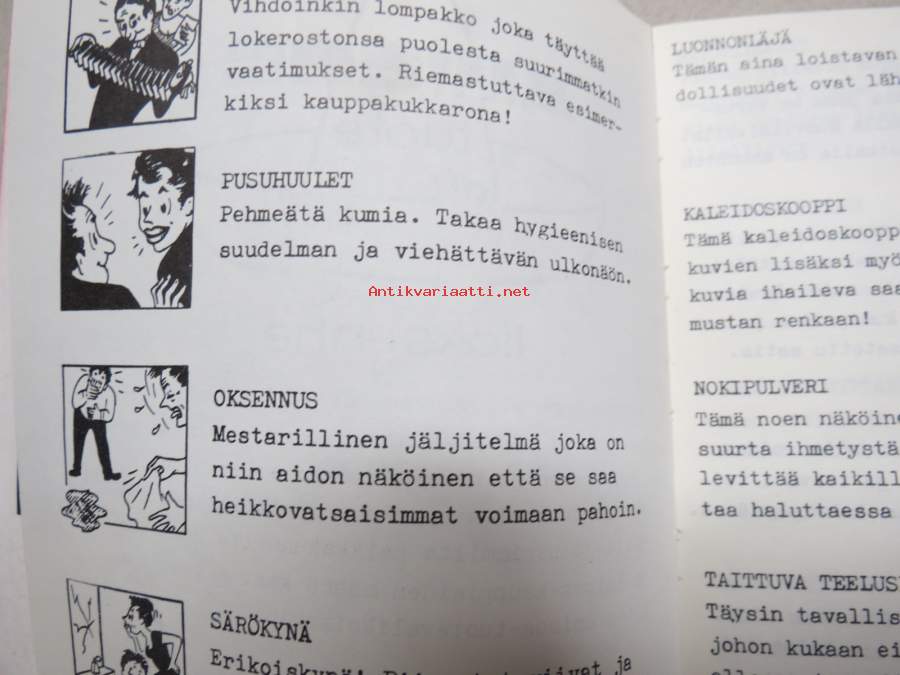 Vihdoinkin lompakko joka täyttää
lokerostonsa puolesta suurimmatkin
vaatimukset. Riemastuttava esimer-
kiksi kauppakukkarona!
PUSUHUULET
Pehmeätä kumia. Takaa hygieenisen
suudelman ja viehättävän ulkonäön.
Antikvariaatti.net
OKSENNUS
Mestarillinen jäljitelmä joka on
niin aidon näköinen että se saa
heikkovatsaisimmat voimaan pahoin.
SÄRÖKYNÄ
Erikoiskynä! ja
LUONNONLÄJÄ
Tämän aina loistavan
dollisuudet ovat läh
KALEIDOSKOOPPI
Tämä kaleidoskoopp
kuvien lisäksi myö
kuvia ihaileva saa
mustan renkaan!
NOKIPULVERI
Tämä noen näköine
suurta ihmetystä
levittää kaikill
taa haluttaessa
TAITTUVA TEELUS
Täysin tavallis
johon kukaan ei